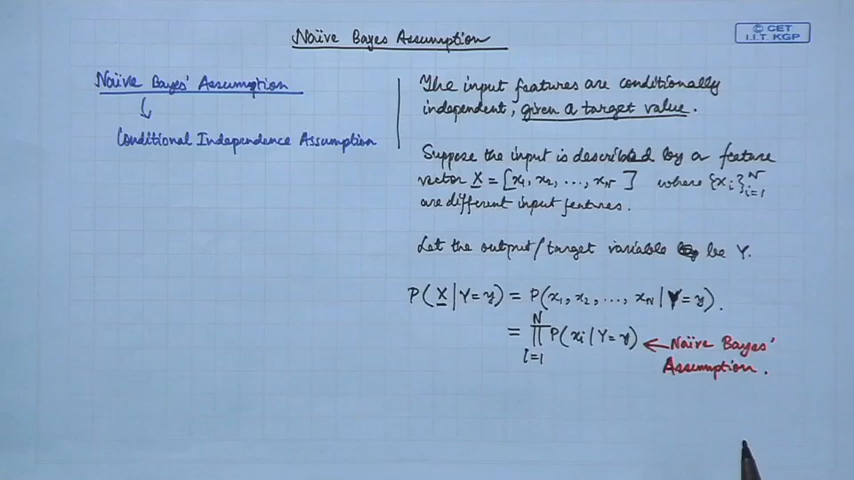 Naïve Bayes Assumption
© CET
I.I.T. KGP
Naïve Bayes' Assumption
↓
Conditional Independence Assumption
The input features are conditionally
independent, given a target value.
Suppose the input is described by a feature
vector X = [x1, x2, ..., xN] where {xi}_{i=1}^{N}
are different input features.
Let the output/target variable be Y.
P(X | Y=y) = P(x1, x2, ..., xN | Y=y).
= ∏_{i=1}^{N} P(xi | Y=y) ← Naïve Bayes'
Assumption.